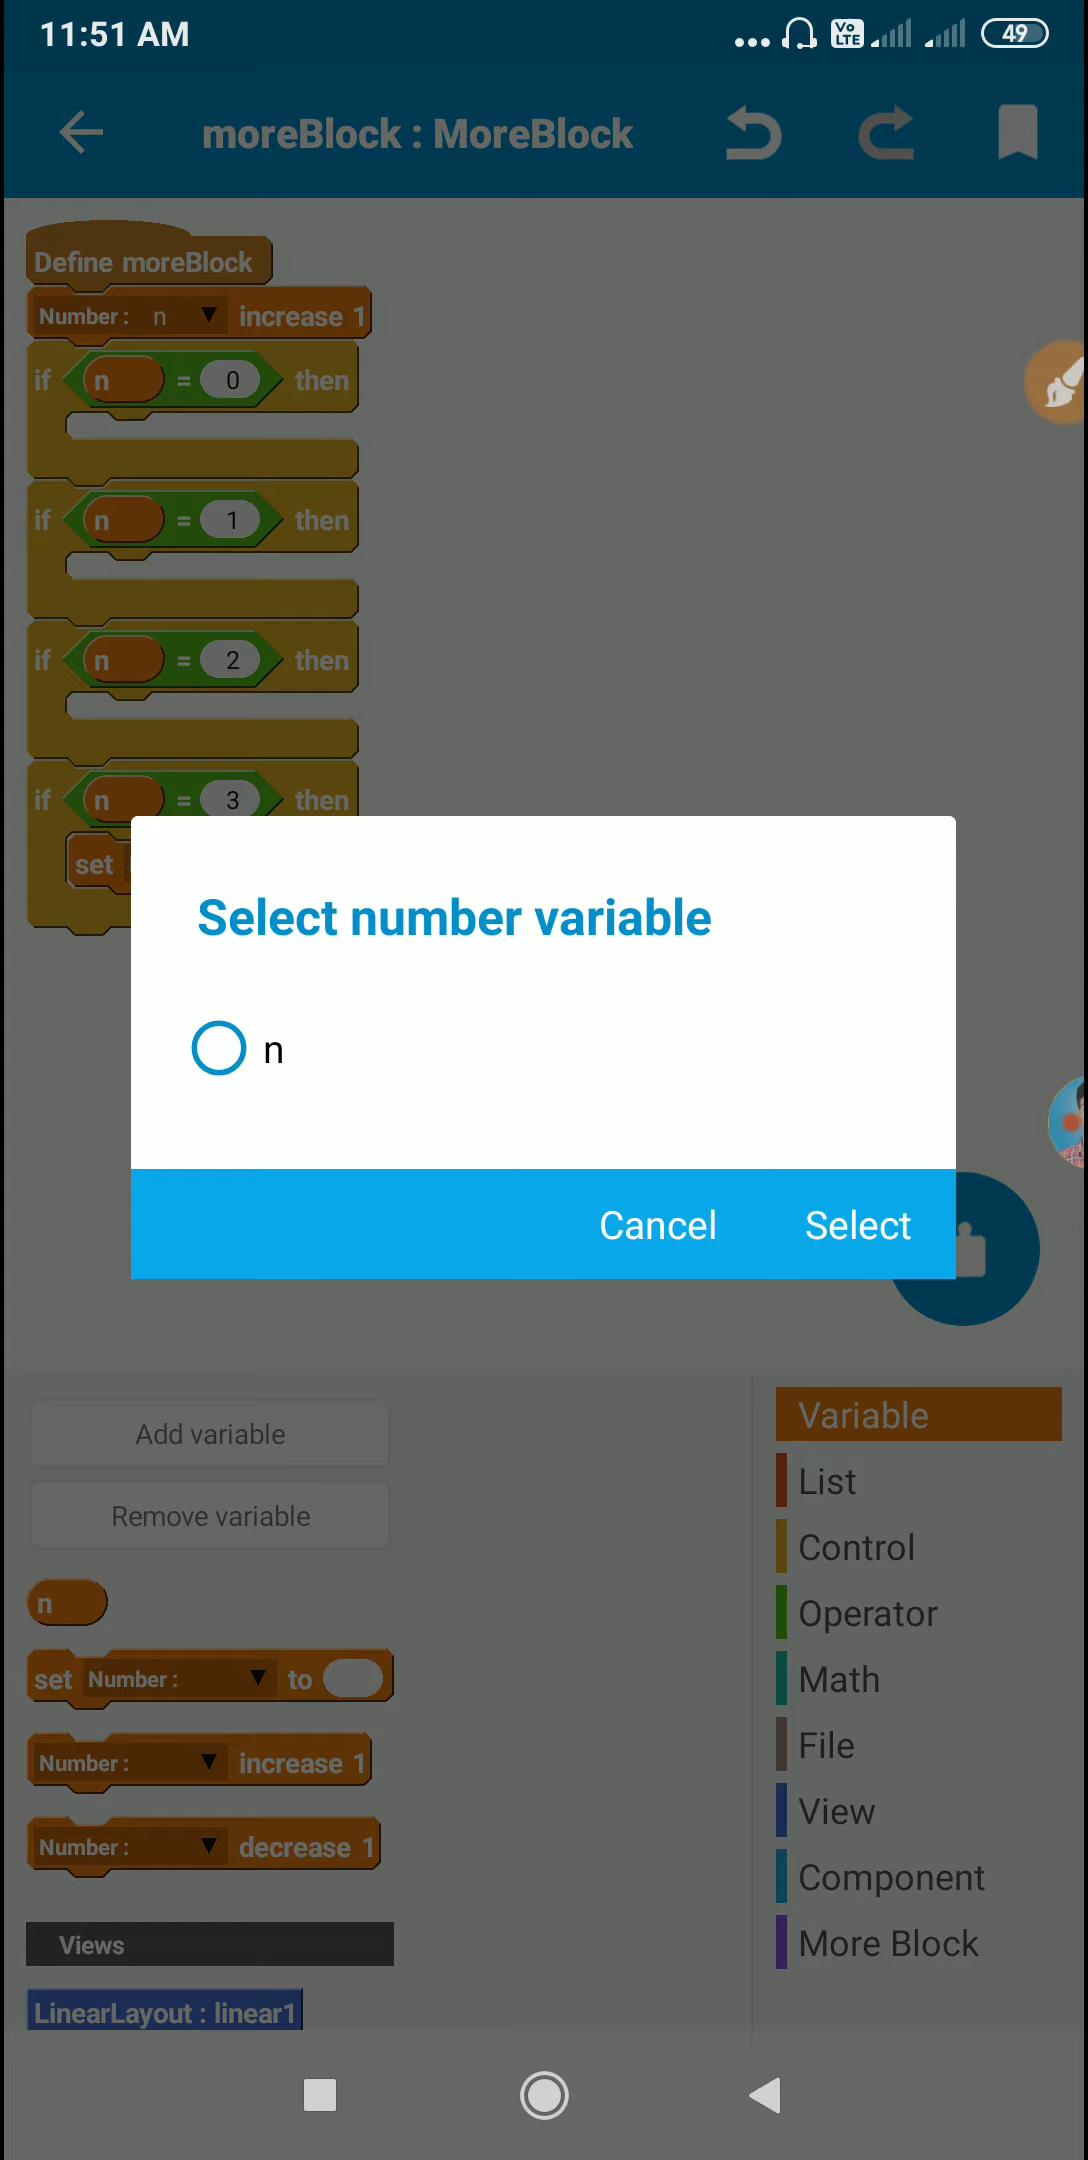 11:51 AM
Vo LTE
49
moreBlock : MoreBlock
Define moreBlock
Number : n increase 1
if n = 0 then
if n = 1 then
if n = 2 then
if n = 3 then
set
Select number variable
n
Cancel Select
Add variable
Remove variable
n
set Number : to
Number : increase 1
Number : decrease 1
Views
LinearLayout : linear1
Variable
List
Control
Operator
Math
File
View
Component
More Block